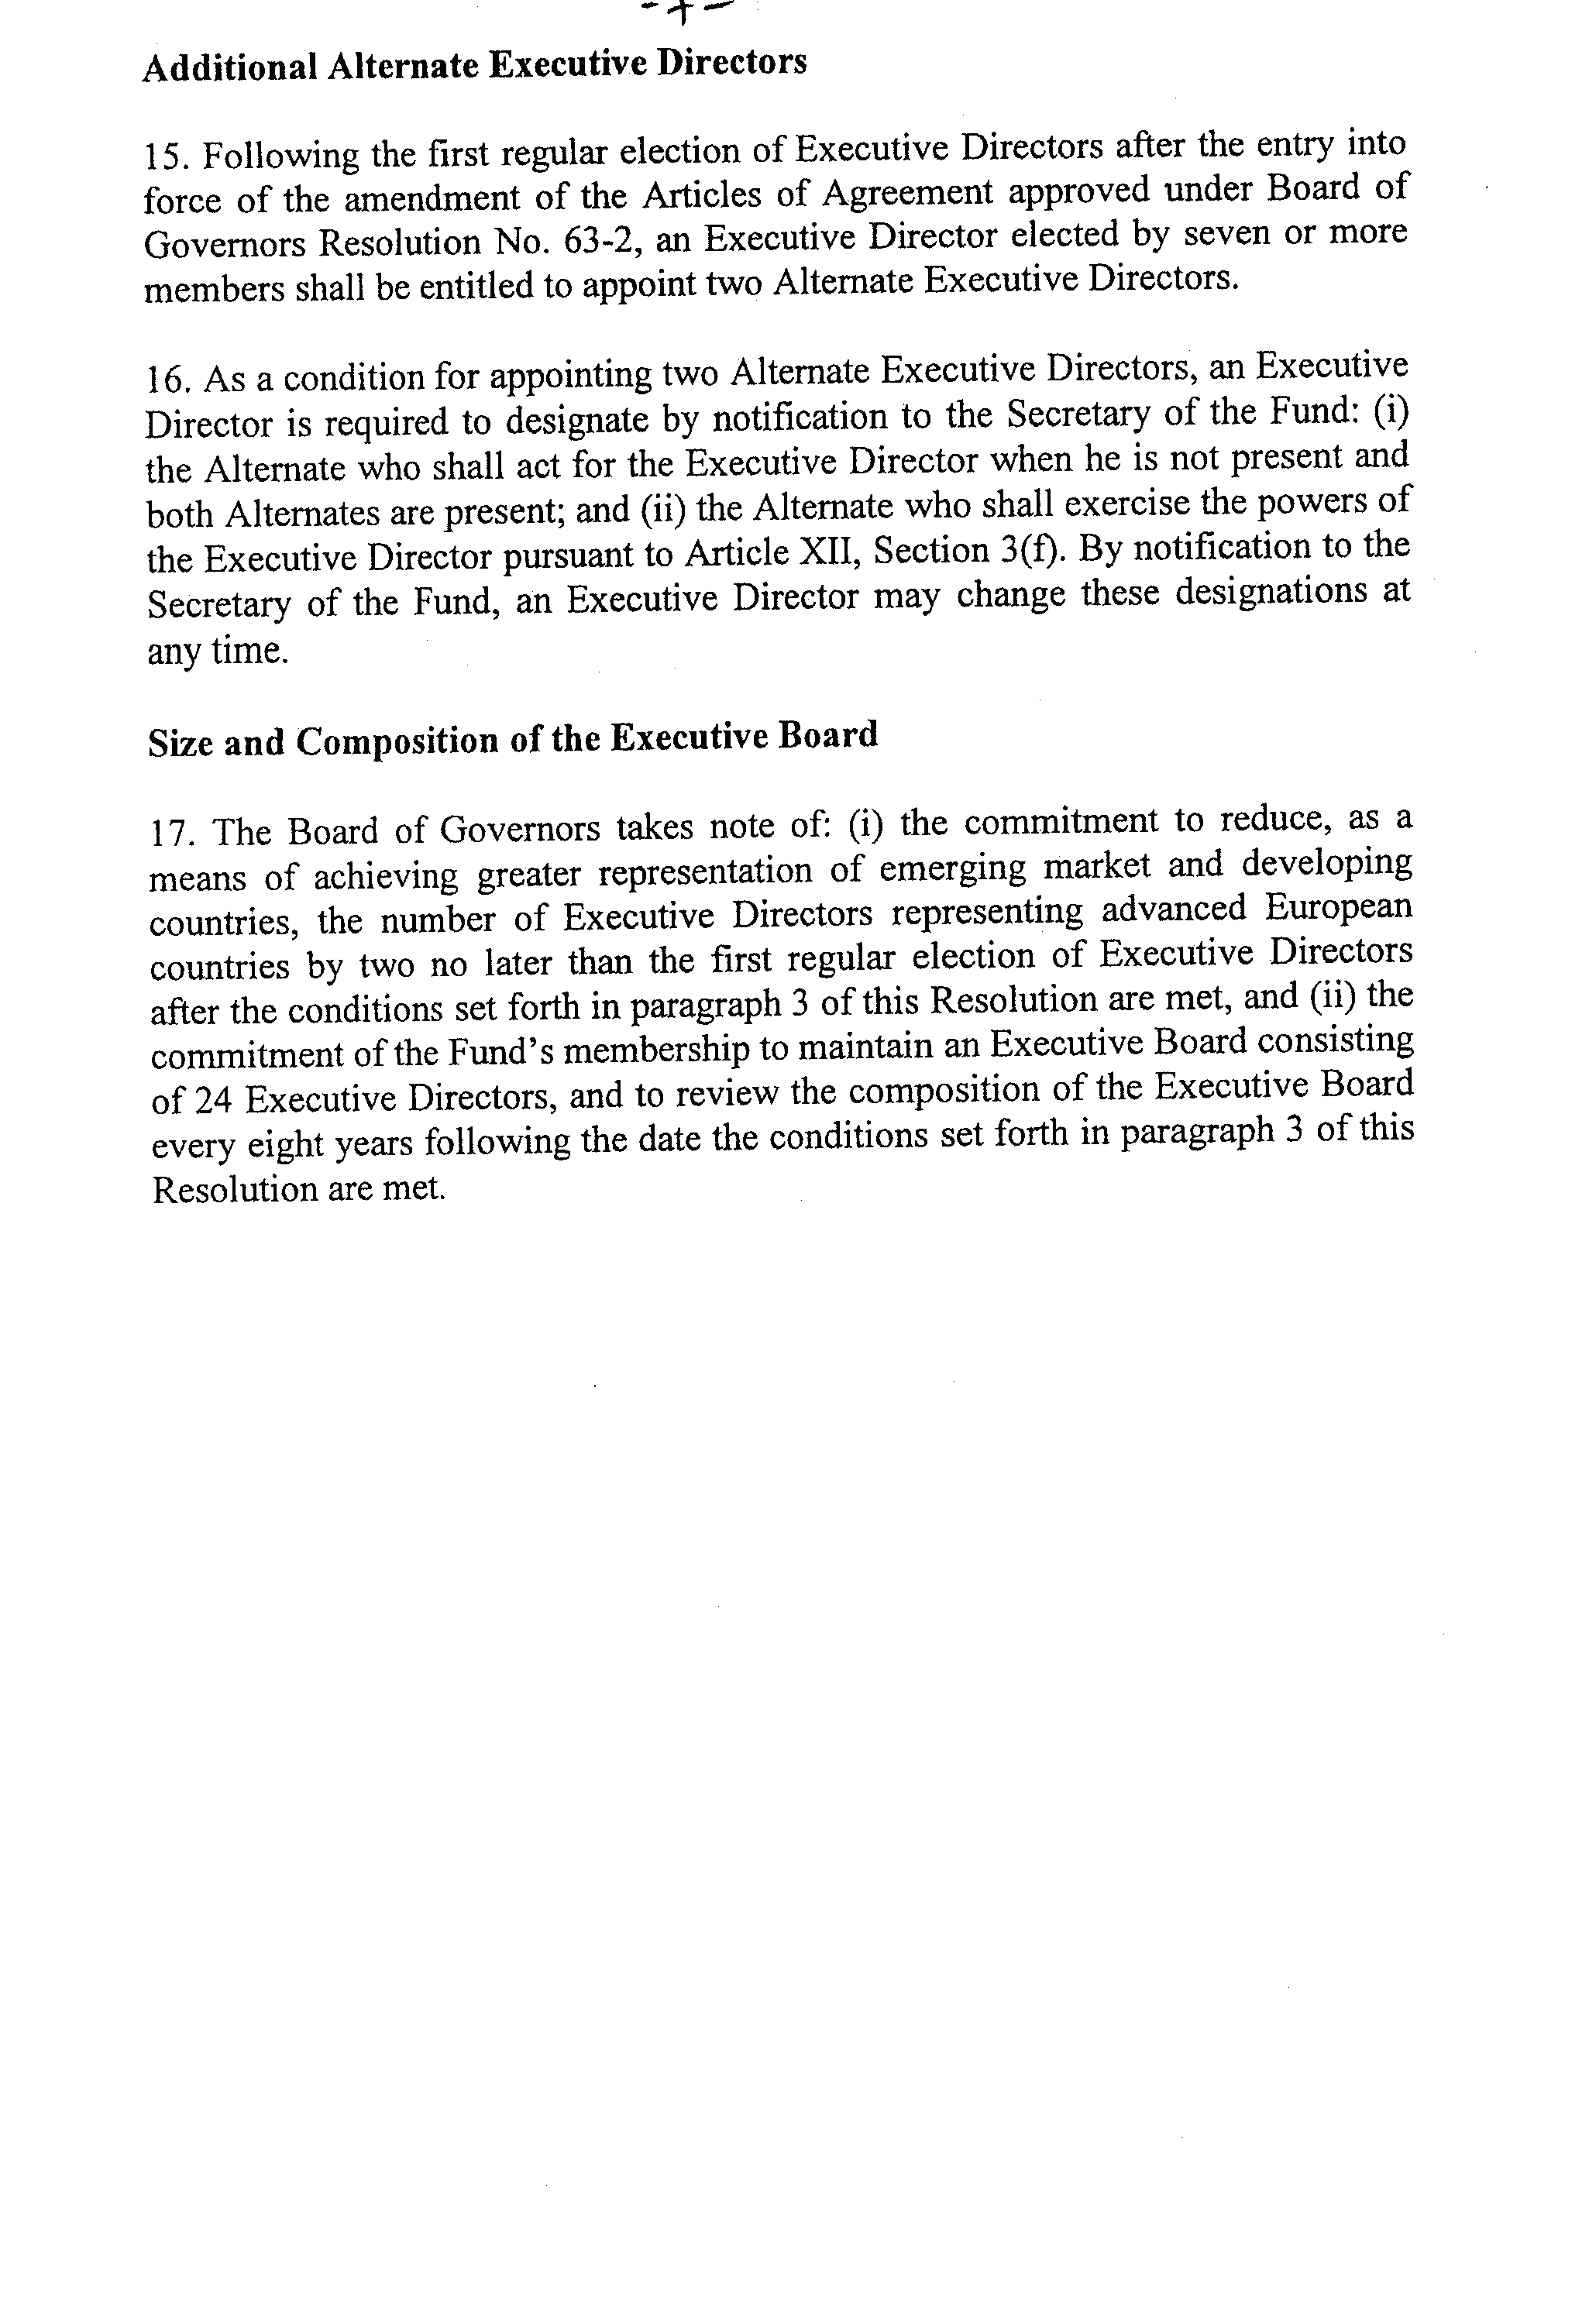 Additional Alternate Executive Directors
15. Following the first regular election of Executive Directors after the entry into
force of the amendment of the Articles of Agreement approved under Board of
Governors Resolution No. 63-2, an Executive Director elected by seven or more
members shall be entitled to appoint two Alternate Executive Directors.
16. As a condition for appointing two Alternate Executive Directors, an Executive
Director is required to designate by notification to the Secretary of the Fund: (i)
the Alternate who shall act for the Executive Director when he is not present and
both Alternates are present; and (ii) the Alternate who shall exercise the powers of
the Executive Director pursuant to Article XII, Section 3(f). By notification to the
Secretary of the Fund, an Executive Director may change these designations at
any time.
Size and Composition of the Executive Board
17. The Board of Governors takes note of: (i) the commitment to reduce, as a
means of achieving greater representation of emerging market and developing
countries, the number of Executive Directors representing advanced European
countries by two no later than the first regular election of Executive Directors
after the conditions set forth in paragraph 3 of this Resolution are met, and (ii) the
commitment of the Fund's membership to maintain an Executive Board consisting
of 24 Executive Directors, and to review the composition of the Executive Board
every eight years following the date the conditions set forth in paragraph 3 of this
Resolution are met.